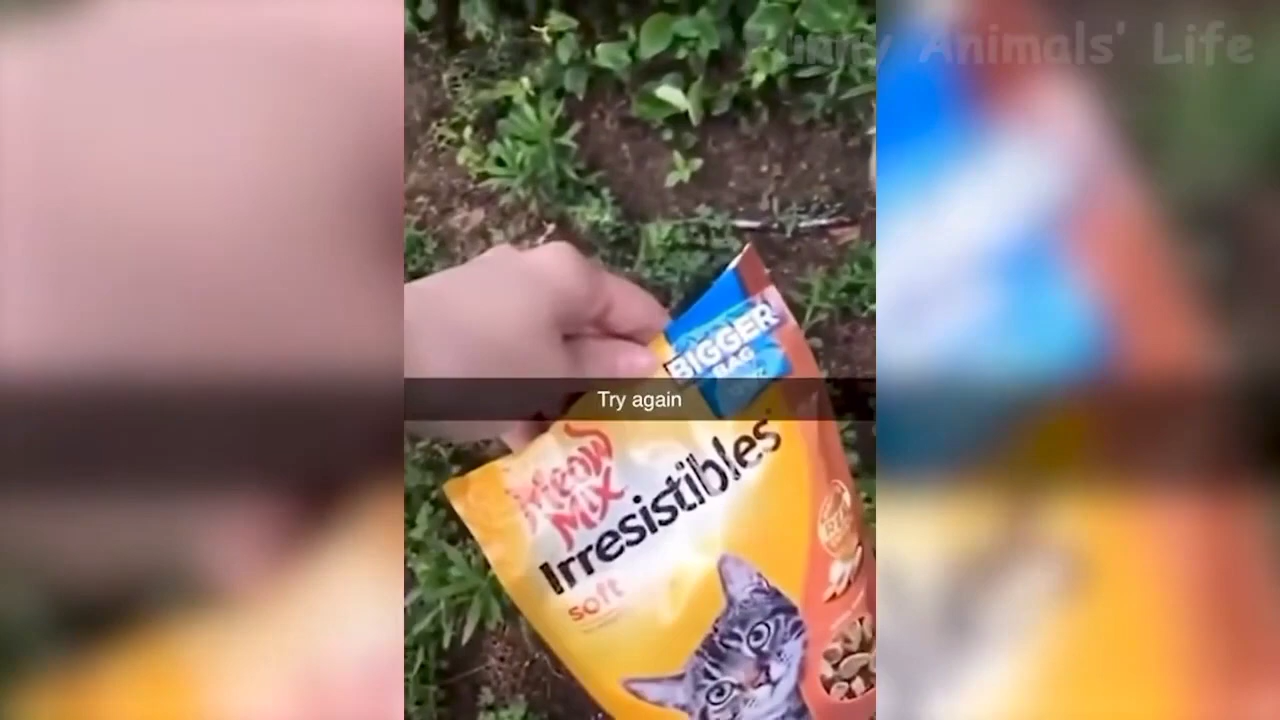 Funny Animals' Life
BIGGER
BAG
Try again
Meow
Mix
Irresistibles
soft